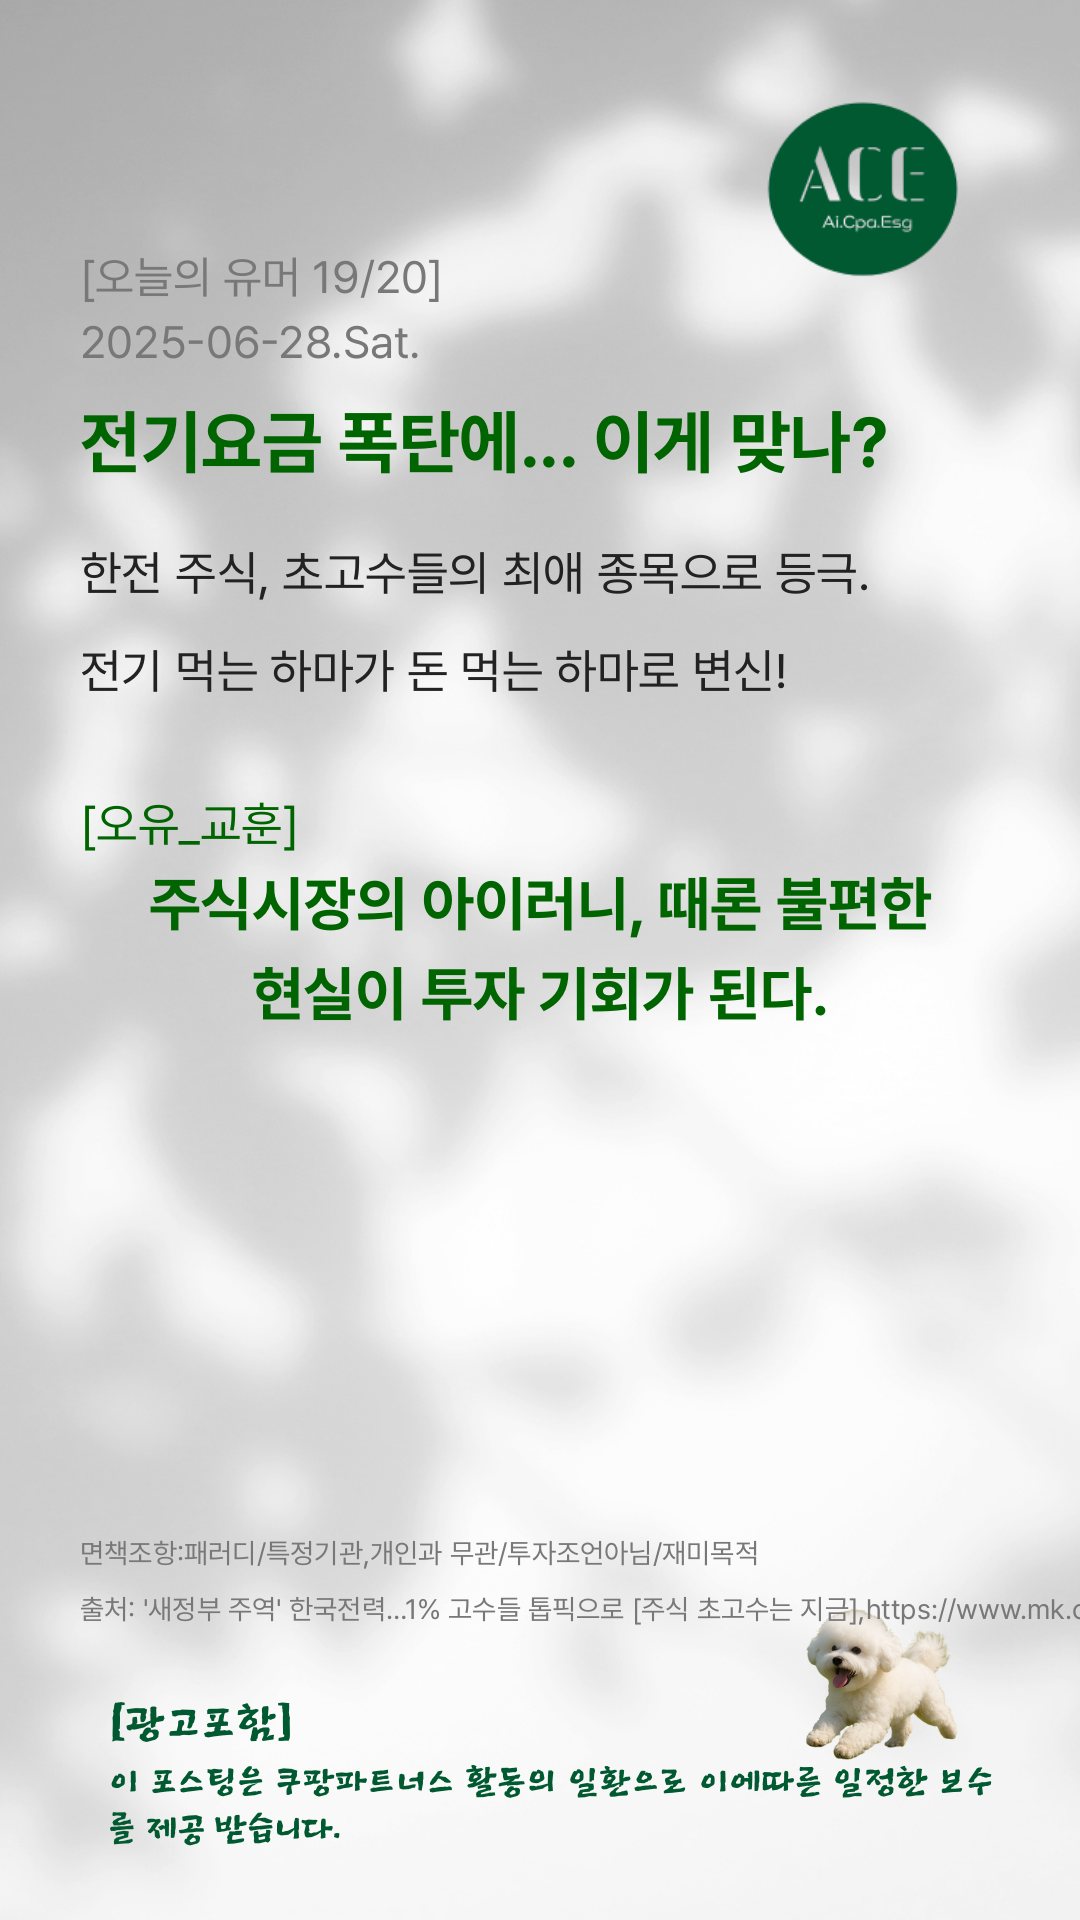 ACE
Ai.Cpa.Esg
[오늘의 유머 19/20]
2025-06-28.Sat.
전기요금 폭탄에... 이게 맞나?
한전 주식, 초고수들의 최애 종목으로 등극.
전기 먹는 하마가 돈 먹는 하마로 변신!
[오유_교훈]
주식시장의 아이러니, 때론 불편한
현실이 투자 기회가 된다.
면책조항:패러디/특정기관,개인과 무관/투자조언아님/재미목적
출처: '새정부 주역' 한국전력...1% 고수들 톱픽으로 [주식 초고수는 지금],https://www.mk.c
[광고포함]
이 포스팅은 쿠팡파트너스 활동의 일환으로 이에따른 일정한 보수
를 제공 받습니다.